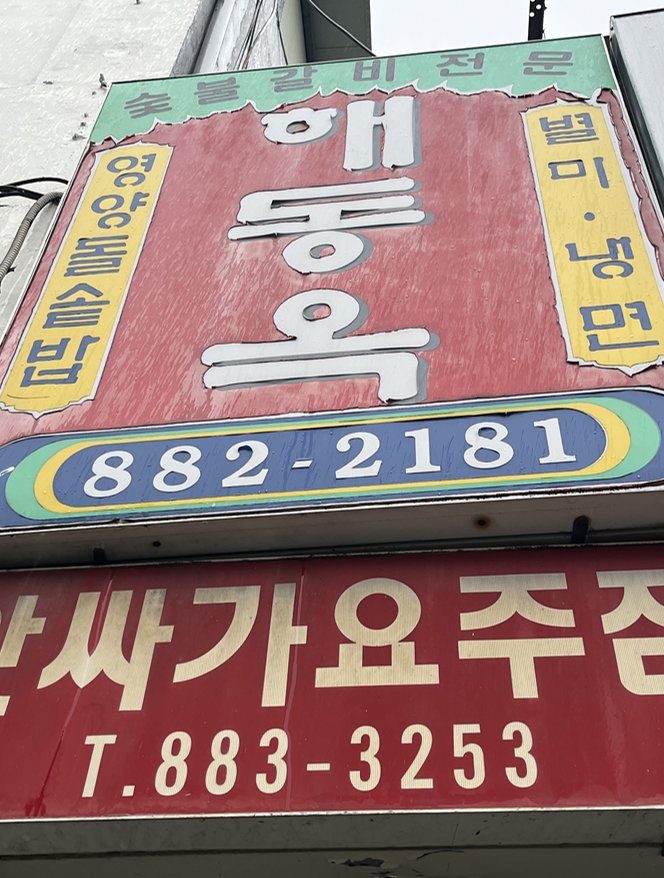 숯불갈비전문
해동옥
영양돌솥밥
별미·냉면
882-2181
싸가요주점
T.883-3253